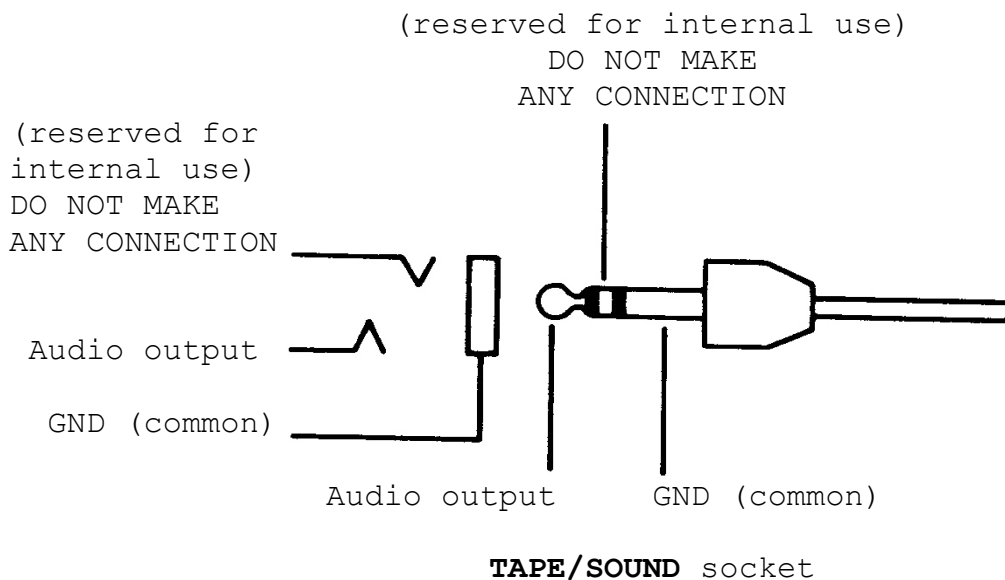 (reserved for internal use)
DO NOT MAKE
ANY CONNECTION
(reserved for
internal use)
DO NOT MAKE
ANY CONNECTION
Audio output
GND (common)
Audio output
GND (common)
TAPE/SOUND socket